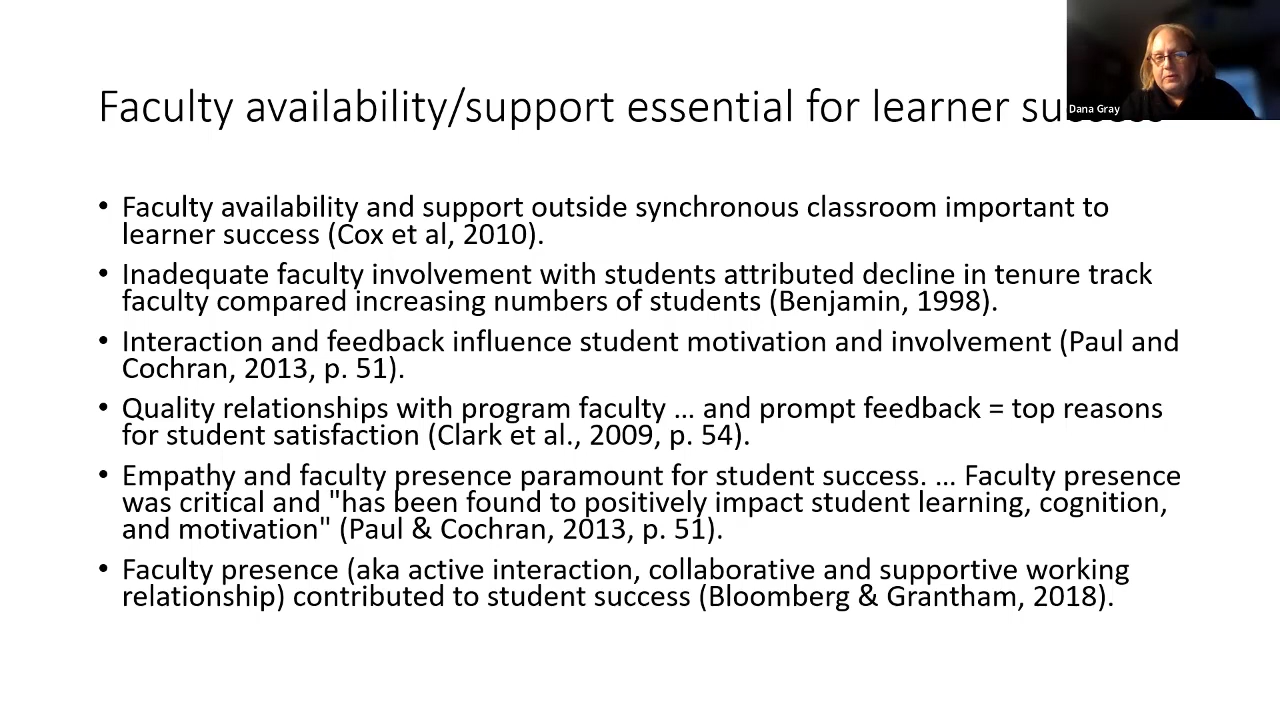 Faculty availability/support essential for learner
Dana Gray
• Faculty availability and support outside synchronous classroom important to
learner success (Cox et al, 2010).
• Inadequate faculty involvement with students attributed decline in tenure track
faculty compared increasing numbers of students (Benjamin, 1998).
• Interaction and feedback influence student motivation and involvement (Paul and
Cochran, 2013, p. 51).
• Quality relationships with program faculty … and prompt feedback = top reasons
for student satisfaction (Clark et al., 2009, p. 54).
• Empathy and faculty presence paramount for student success. … Faculty presence
was critical and "has been found to positively impact student learning, cognition,
and motivation" (Paul & Cochran, 2013, p. 51).
• Faculty presence (aka active interaction, collaborative and supportive working
relationship) contributed to student success (Bloomberg & Grantham, 2018).